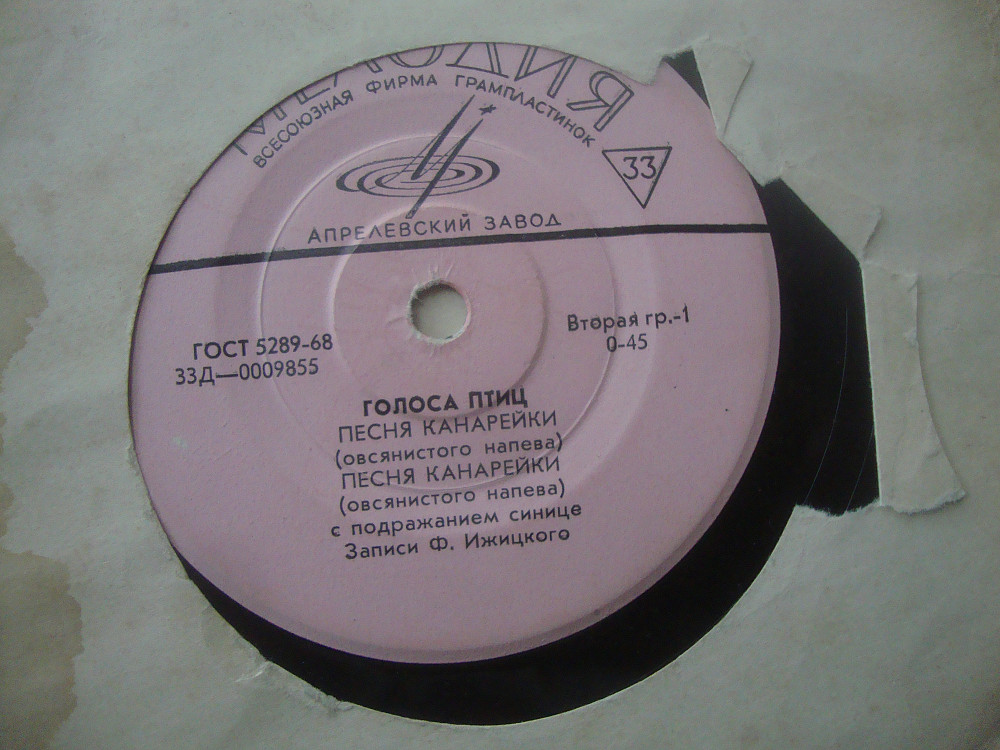 МЕЛОДИЯ
ВСЕСОЮЗНАЯ ФИРМА ГРАМПЛАСТИНОК
33
АПРЕЛЕВСКИЙ ЗАВОД
ГОСТ 5289-68
33Д—0009855
Вторая гр.-1
0-45
ГОЛОСА ПТИЦ
ПЕСНЯ КАНАРЕЙКИ
(овсянистого напева)
ПЕСНЯ КАНАРЕЙКИ
(овсянистого напева)
с подражанием синице
Записи Ф. Ижицкого